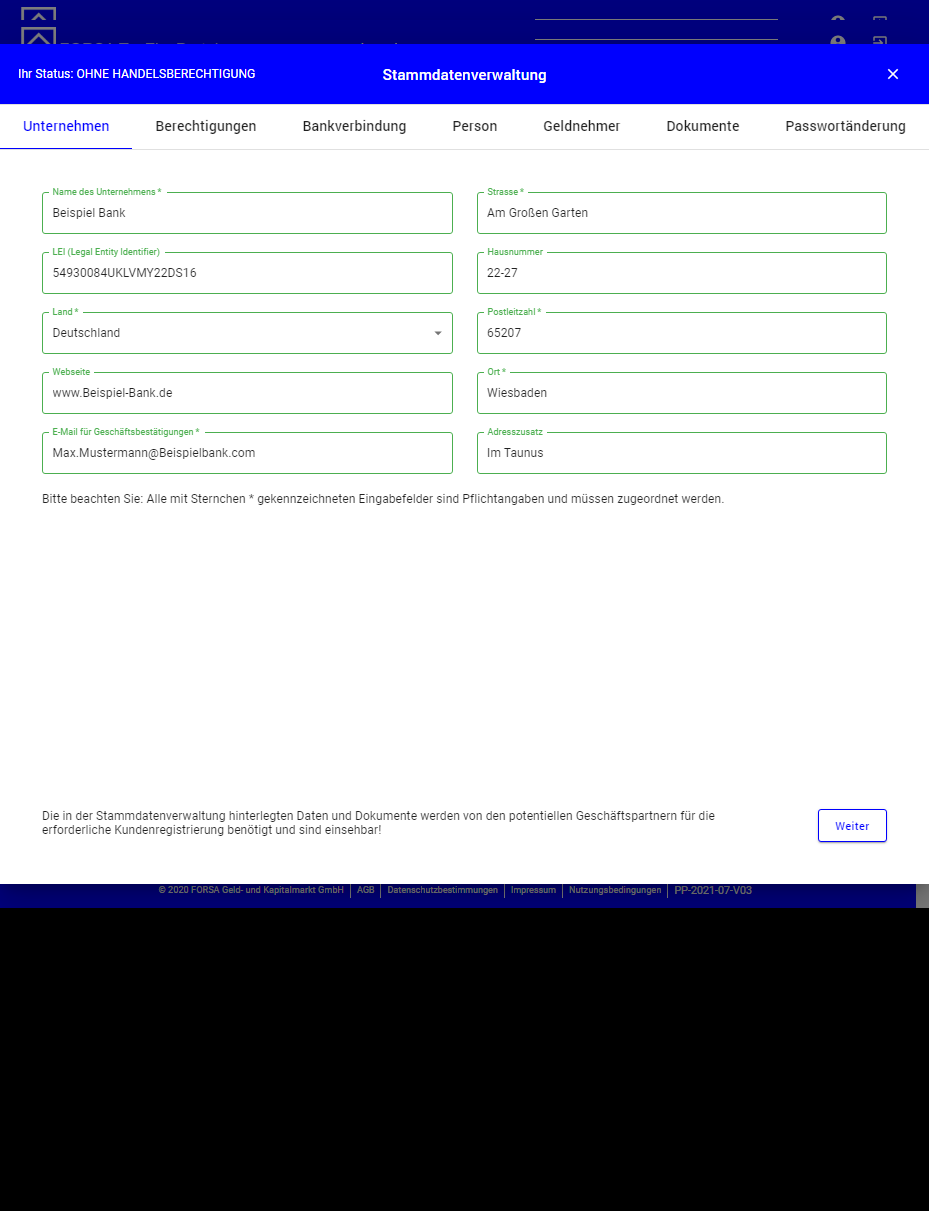 Ihr Status: OHNE HANDELSBERECHTIGUNG
Stammdatenverwaltung
Unternehmen Berechtigungen Bankverbindung Person Geldnehmer Dokumente Passwortänderung
Name des Unternehmens *
Beispiel Bank
Strasse *
Am Großen Garten
LEI (Legal Entity Identifier)
54930084UKLVMY22DS16
Hausnummer
22-27
Land *
Deutschland
Postleitzahl *
65207
Webseite
www.Beispiel-Bank.de
Ort *
Wiesbaden
E-Mail für Geschäftsbestätigungen *
Max.Mustermann@Beispielbank.com
Adresszusatz
Im Taunus
Bitte beachten Sie: Alle mit Sternchen * gekennzeichneten Eingabefelder sind Pflichtangaben und müssen zugeordnet werden.
Die in der Stammdatenverwaltung hinterlegten Daten und Dokumente werden von den potentiellen Geschäftspartnern für die
erforderliche Kundenregistrierung benötigt und sind einsehbar!
Weiter
© 2020 FORSA Geld- und Kapitalmarkt GmbH | AGB | Datenschutzbestimmungen | Impressum | Nutzungsbedingungen | PP-2021-07-V03